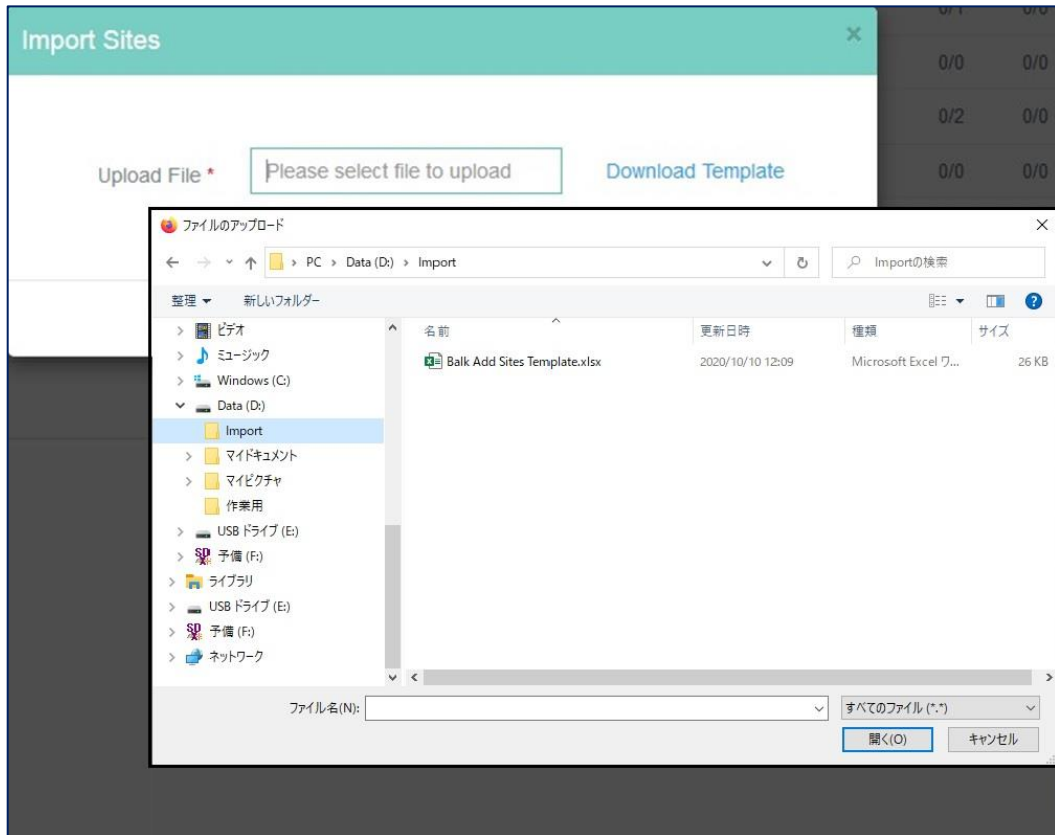 Import Sites
0/0 0/0
0/2 0/0
0/0 0/0
Upload File *
Please select file to upload
Download Template
ファイルのアップロード
PC > Data (D:) > Import
Importの検索
整理
新しいフォルダー
名前 更新日時 種類 サイズ
Balk Add Sites Template.xlsx 2020/10/10 12:09 Microsoft Excel ワ... 26 KB
ビデオ
ミュージック
Windows (C:)
Data (D:)
Import
マイドキュメント
マイピクチャ
作業用
USB ドライブ (E:)
予備 (F:)
ライブラリ
USB ドライブ (E:)
予備 (F:)
ネットワーク
ファイル名(N):
すべてのファイル (*.*)
開く(O)
キャンセル